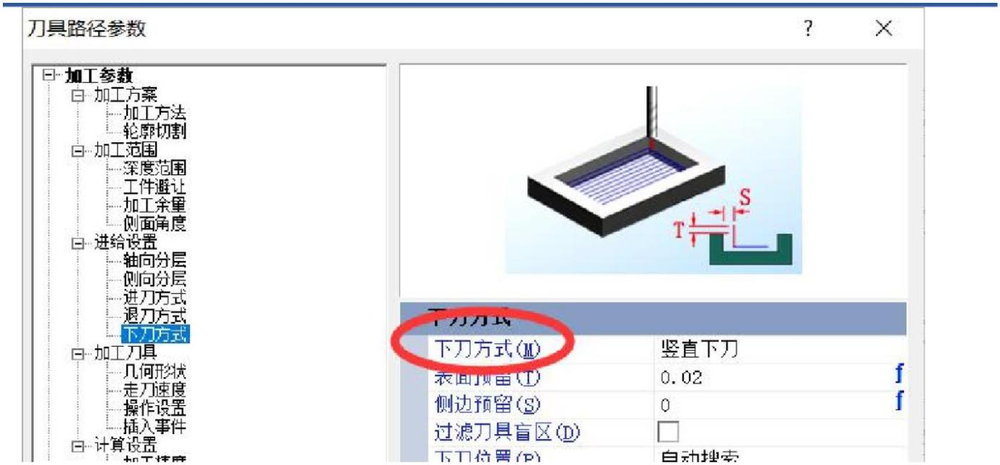 刀具路径参数
加工参数
加工方案
加工方法
轮廓切割
加工范围
深度范围
工件避让
加工余量
侧面角度
进给设置
轴向分层
侧向分层
进刀方式
退刀方式
下刀方式
加工刀具
几何形状
走刀速度
操作设置
插入事件
计算设置
加工精度
S
T
下刀方式
下刀方式(M) 竖直下刀
表面预留(T) 0.02 f
侧边预留(S) 0 f
过滤刀具盲区(D)
下刀位置(P) 自动搜索